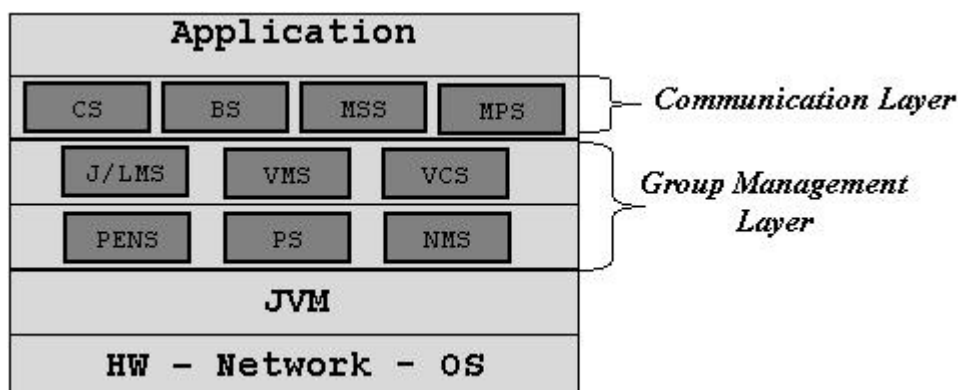 Application
CS BS MSS MPS
Communication Layer
J/LMS VMS VCS
Group Management
Layer
PENS PS NMS
JVM
HW – Network - OS